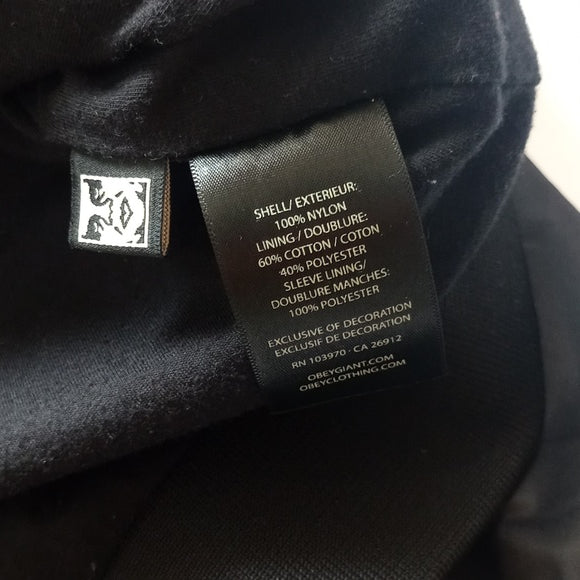 SHELL/ EXTERIEUR:
100% NYLON
LINING / DOUBLURE:
60% COTTON / COTON
40% POLYESTER
SLEEVE LINING/
DOUBLURE MANCHES:
100% POLYESTER
EXCLUSIVE OF DECORATION
EXCLUSIF DE DECORATION
RN 103970 · CA 26912
OBEYGIANT.COM
OBEYCLOTHING.COM